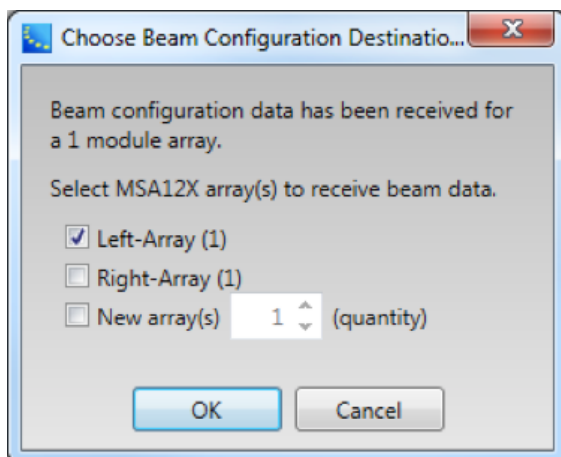 Choose Beam Configuration Destinatio...
Beam configuration data has been received for
a 1 module array.
Select MSA12X array(s) to receive beam data.
Left-Array (1)
Right-Array (1)
New array(s) 1 (quantity)
OK Cancel